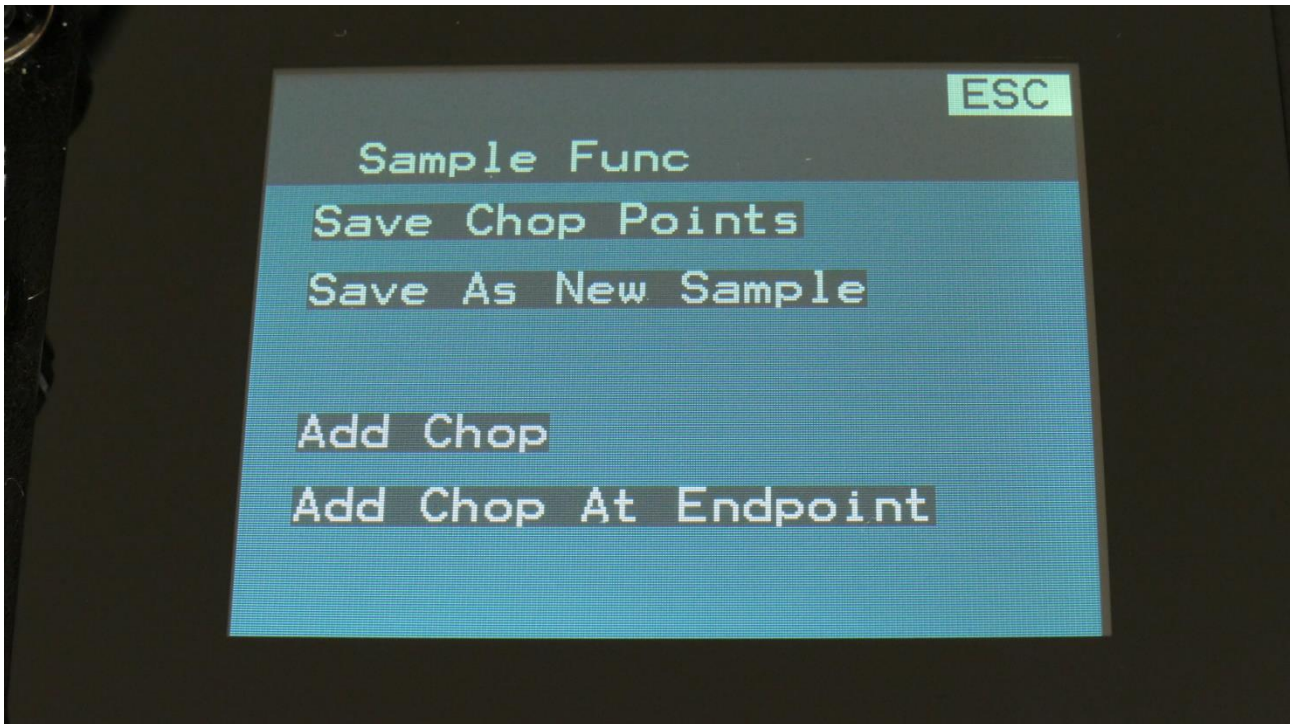 ESC
Sample Func
Save Chop Points
Save As New Sample
Add Chop
Add Chop At Endpoint